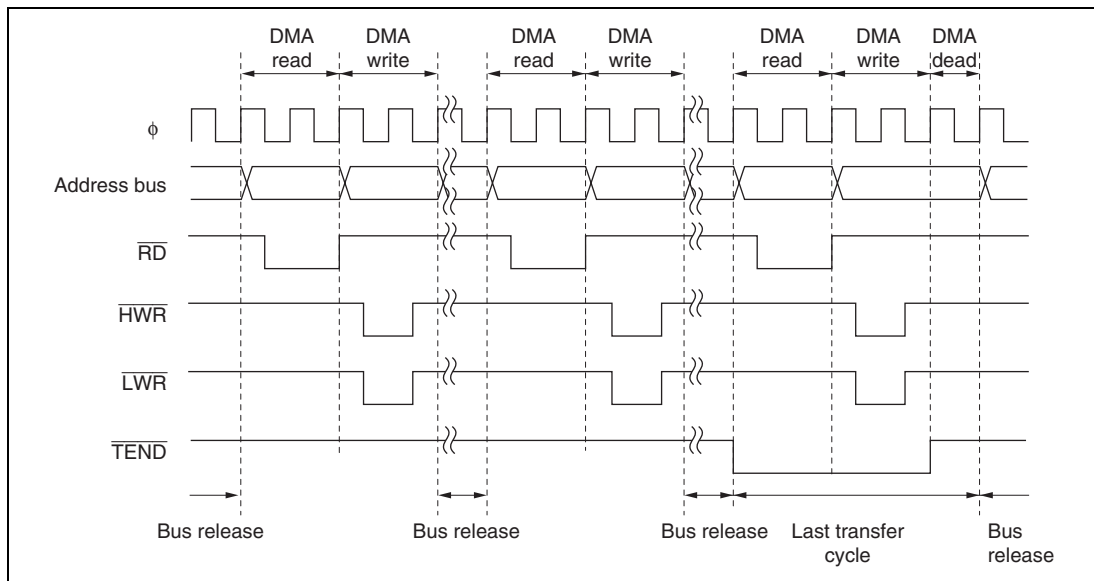 DMA read DMA write DMA read DMA write DMA read DMA write DMA dead
ϕ
Address bus
RD
HWR
LWR
TEND
Bus release Bus release Bus release Last transfer cycle Bus release